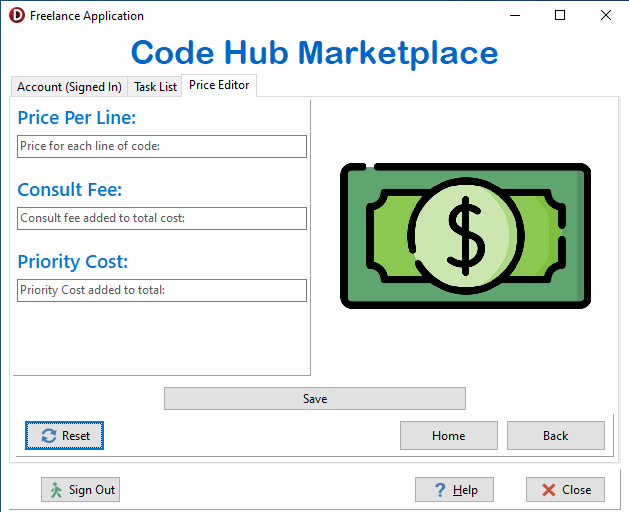 Freelance Application
Code Hub Marketplace
Account (Signed In) Task List Price Editor
Price Per Line:
Price for each line of code:
Consult Fee:
Consult fee added to total cost:
Priority Cost:
Priority Cost added to total:
$
Save
Reset Home Back
Sign Out ? Help Close